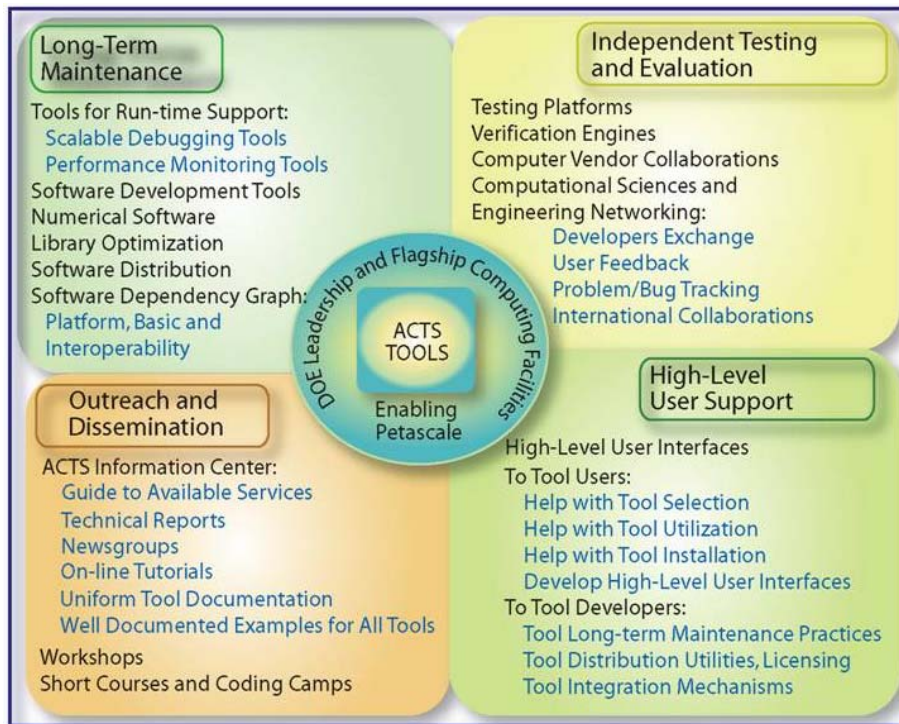 Long-Term
Maintenance
Tools for Run-time Support:
Scalable Debugging Tools
Performance Monitoring Tools
Software Development Tools
Numerical Software
Library Optimization
Software Distribution
Software Dependency Graph:
Platform, Basic and
Interoperability
Independent Testing
and Evaluation
Testing Platforms
Verification Engines
Computer Vendor Collaborations
Computational Sciences and
Engineering Networking:
Developers Exchange
User Feedback
Problem/Bug Tracking
International Collaborations
DOE Leadership and Flagship Computing Facilities
ACTS
TOOLS
Enabling
Petascale
Outreach and
Dissemination
ACTS Information Center:
Guide to Available Services
Technical Reports
Newsgroups
On-line Tutorials
Uniform Tool Documentation
Well Documented Examples for All Tools
Workshops
Short Courses and Coding Camps
High-Level
User Support
High-Level User Interfaces
To Tool Users:
Help with Tool Selection
Help with Tool Utilization
Help with Tool Installation
Develop High-Level User Interfaces
To Tool Developers:
Tool Long-term Maintenance Practices
Tool Distribution Utilities, Licensing
Tool Integration Mechanisms